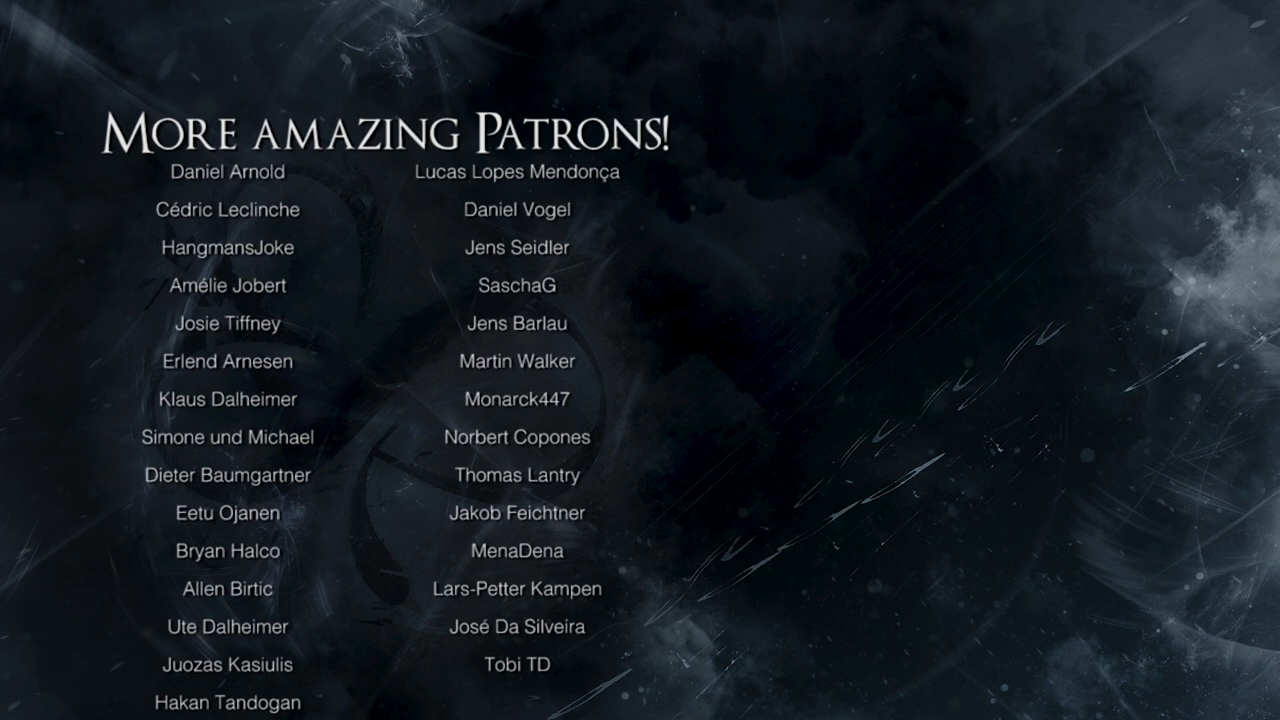 More amazing Patrons!
Daniel Arnold
Cédric Leclinche
HangmansJoke
Amélie Jobert
Josie Tiffney
Erlend Arnesen
Klaus Dalheimer
Simone und Michael
Dieter Baumgartner
Eetu Ojanen
Bryan Halco
Allen Birtic
Ute Dalheimer
Juozas Kasiulis
Hakan Tandogan
Lucas Lopes Mendonça
Daniel Vogel
Jens Seidler
SaschaG
Jens Barlau
Martin Walker
Monarck447
Norbert Copones
Thomas Lantry
Jakob Feichtner
MenaDena
Lars-Petter Kampen
José Da Silveira
Tobi TD